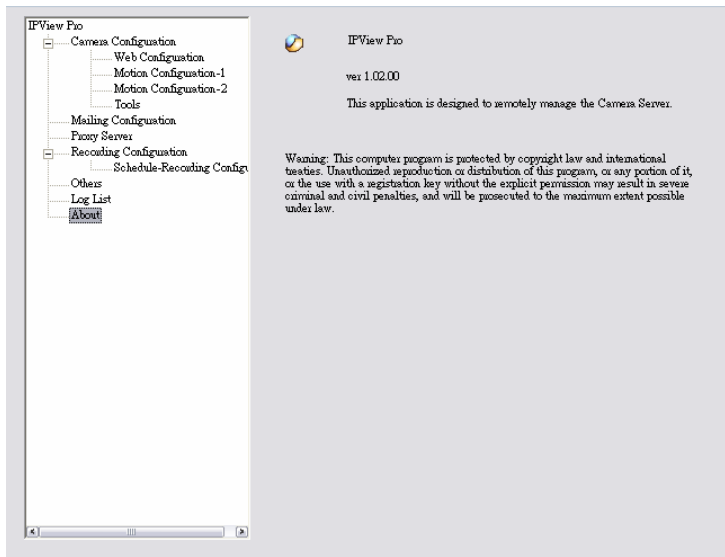 IPView Pro
Camera Configuration
Web Configuration
Motion Configuration-1
Motion Configuration-2
Tools
Mailing Configuration
Proxy Server
Recording Configuration
Schedule-Recording Configu
Others
Log List
About
IPView Pro
ver 1.02.00
This application is designed to remotely manage the Camera Server.
Warning: This computer program is protected by copyright law and international
treaties. Unauthorized reproduction or distribution of this program, or any portion of it,
or the use with a registration key without the explicit permission may result in severe
criminal and civil penalties, and will be prosecuted to the maximum extent possible
under law.